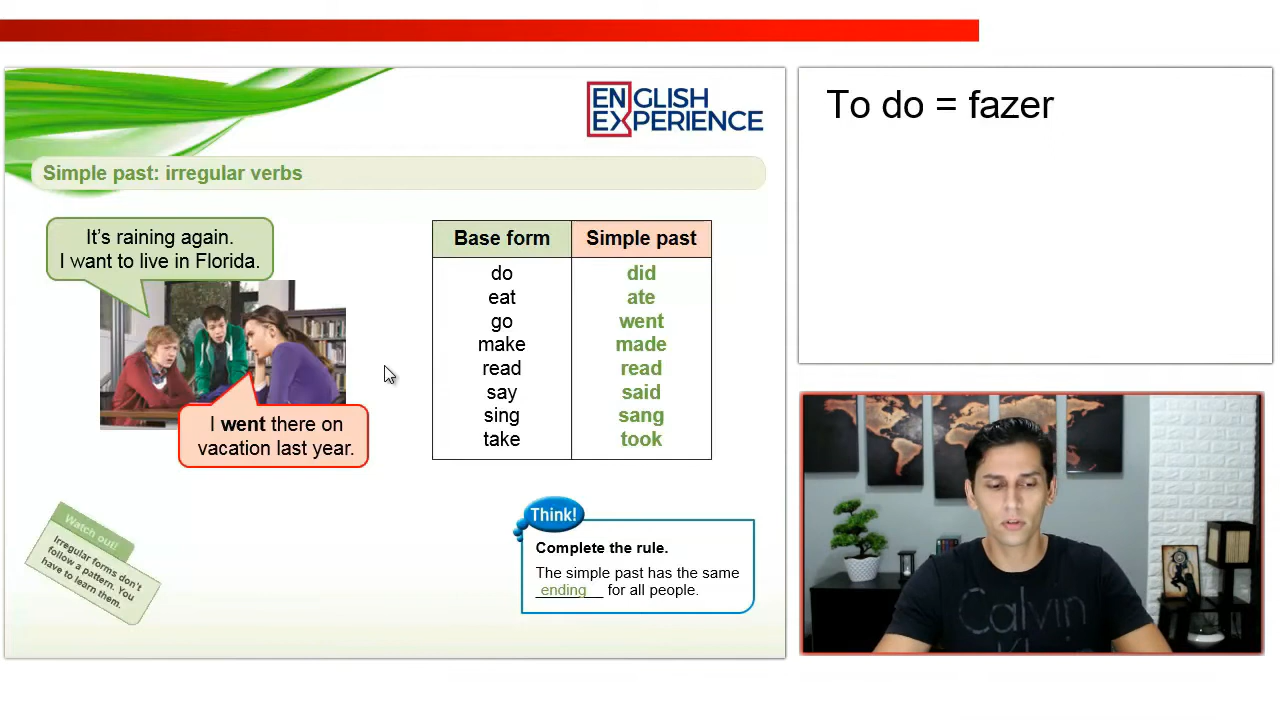 ENGLISH
EXPERIENCE
Simple past: irregular verbs
It's raining again.
I want to live in Florida.
I went there on
vacation last year.
Base form Simple past
do did
eat ate
go went
make made
read read
say said
sing sang
take took
Watch out!
Irregular forms don't
follow a pattern. You
have to learn them.
Think!
Complete the rule.
The simple past has the same
ending for all people.
To do = fazer
Calvin